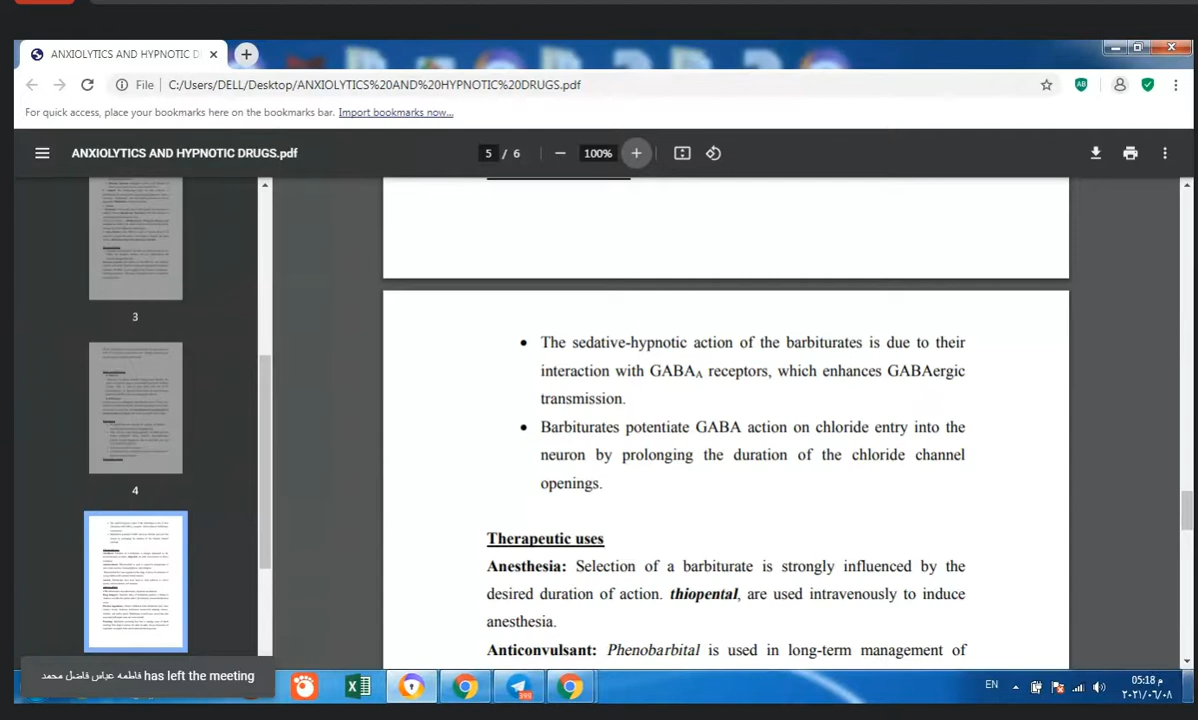 ANXIOLYTICS AND HYPNOTIC D
File C:/Users/DELL/Desktop/ANXIOLYTICS%20AND%20HYPNOTIC%20DRUGS.pdf
AB
For quick access, place your bookmarks here on the bookmarks bar. Import bookmarks now...
ANXIOLYTICS AND HYPNOTIC DRUGS.pdf
5 / 6
100%
3
4
• The sedative-hypnotic action of the barbiturates is due to their
interaction with GABAA receptors, which enhances GABAergic
transmission.
• Barbiturates potentiate GABA action on chloride entry into the
neuron by prolonging the duration of the chloride channel
openings.
Therapeutic uses
Anesthesia: Selection of a barbiturate is strongly influenced by the
desired duration of action. thiopental, are used intravenously to induce
anesthesia.
Anticonvulsant: Phenobarbital is used in long-term management of
فاطمه عباس فاضل محمد has left the meeting
399
EN
05:18 م
٢٠٢١/٠٦/٠٨